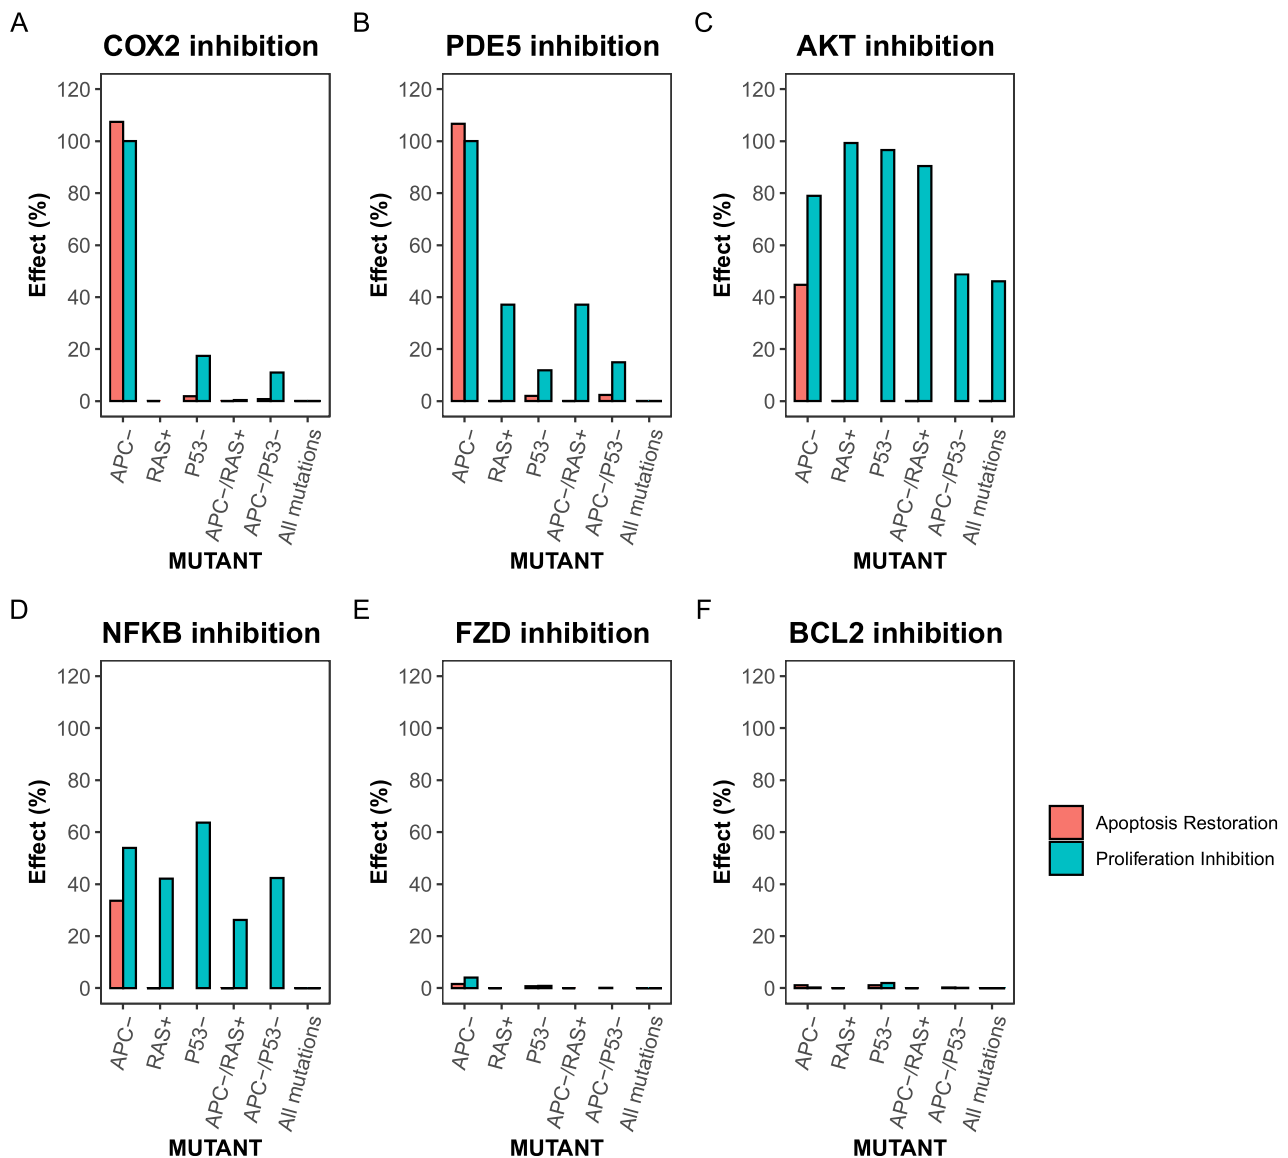 A
COX2 inhibition
120
100
80
60
40
20
0
Effect (%)
APC−
RAS+
P53−
APC−/RAS+
APC−/P53−
All mutations
MUTANT
B
PDE5 inhibition
120
100
80
60
40
20
0
Effect (%)
APC−
RAS+
P53−
APC−/RAS+
APC−/P53−
All mutations
MUTANT
C
AKT inhibition
120
100
80
60
40
20
0
Effect (%)
APC−
RAS+
P53−
APC−/RAS+
APC−/P53−
All mutations
MUTANT
D
NFKB inhibition
120
100
80
60
40
20
0
Effect (%)
APC−
RAS+
P53−
APC−/RAS+
APC−/P53−
All mutations
MUTANT
E
FZD inhibition
120
100
80
60
40
20
0
Effect (%)
APC−
RAS+
P53−
APC−/RAS+
APC−/P53−
All mutations
MUTANT
F
BCL2 inhibition
120
100
80
60
40
20
0
Effect (%)
APC−
RAS+
P53−
APC−/RAS+
APC−/P53−
All mutations
MUTANT
Apoptosis Restoration
Proliferation Inhibition